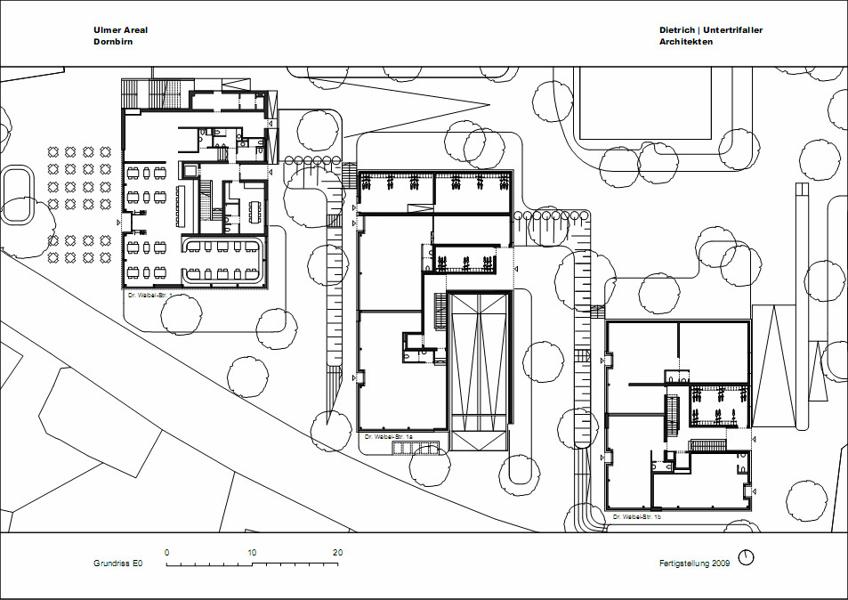 Ulmer Areal
Dornbirn
Dietrich | Untertrifaller
Architekten
Dr. Waibel-Str. 1
Dr. Waibel-Str. 1a
Dr. Waibel-Str. 1b
Grundriss E0
0
10
20
Fertigstellung 2009